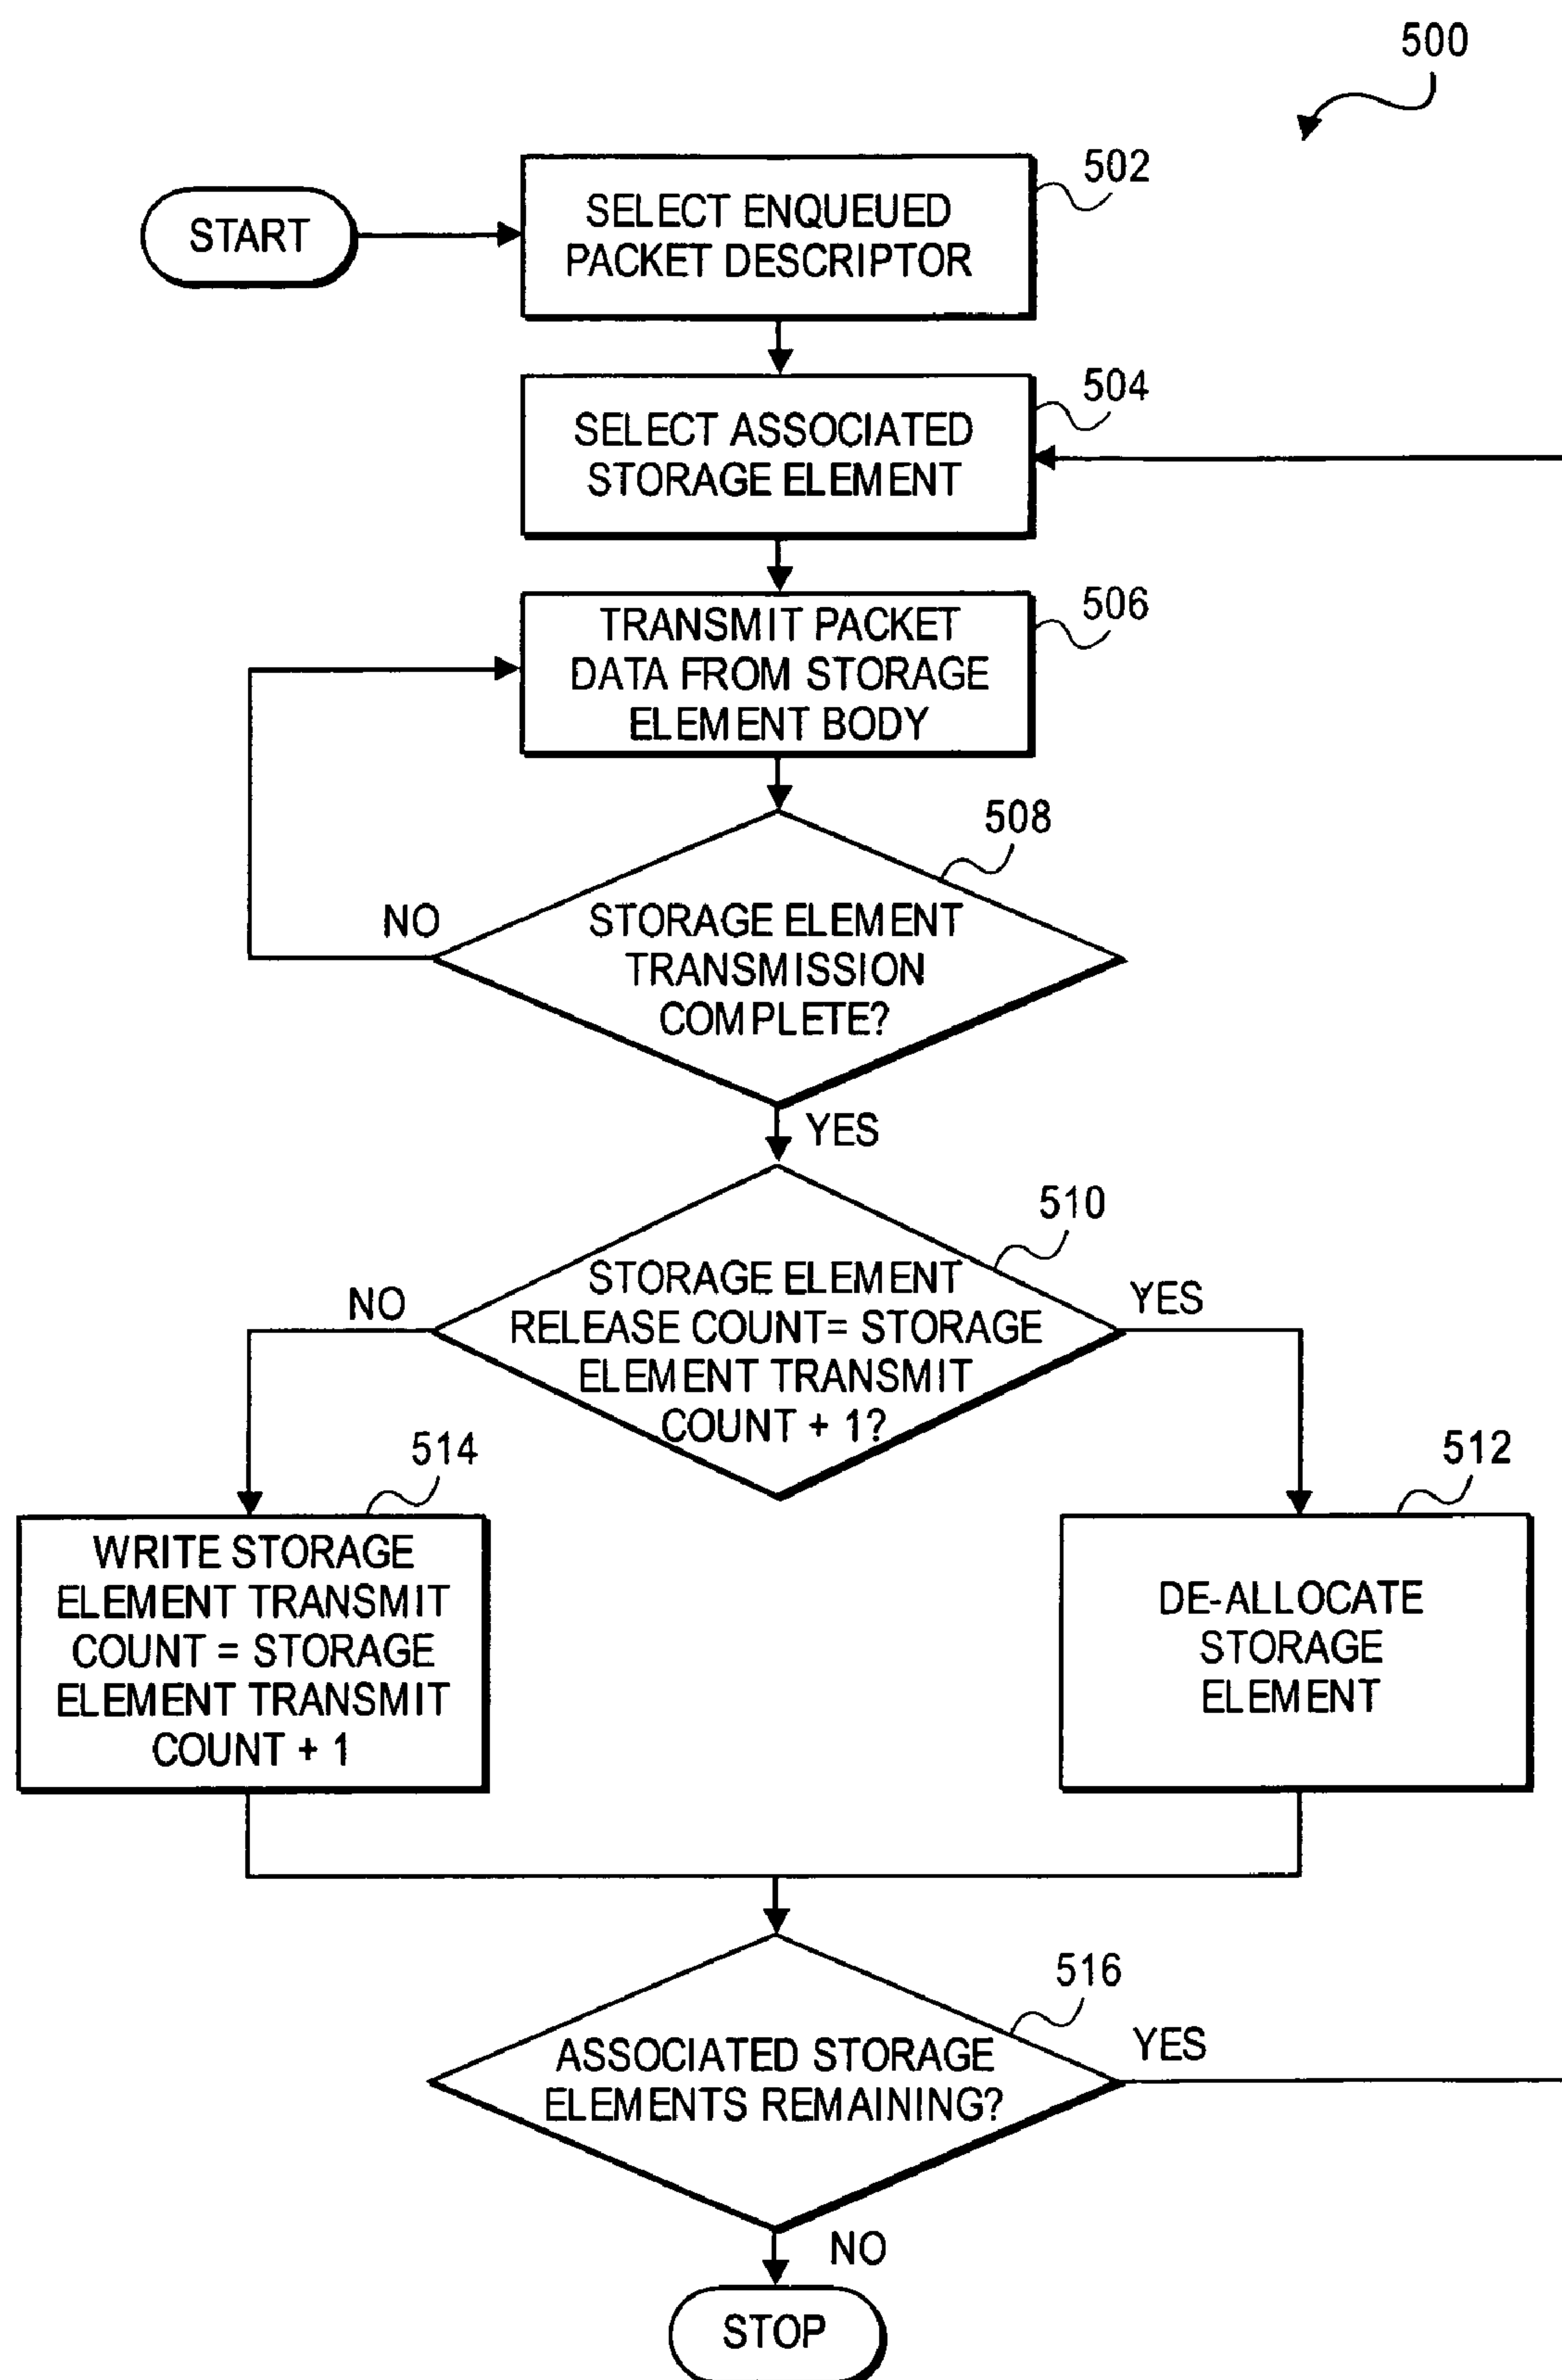 500
502
START
SELECT ENQUEUED
PACKET DESCRIPTOR
504
SELECT ASSOCIATED
STORAGE ELEMENT
506
TRANSMIT PACKET
DATA FROM STORAGE
ELEMENT BODY
508
NO
STORAGE ELEMENT
TRANSMISSION
COMPLETE?
YES
510
NO
STORAGE ELEMENT
RELEASE COUNT= STORAGE
ELEMENT TRANSMIT
COUNT + 1?
YES
514
WRITE STORAGE
ELEMENT TRANSMIT
COUNT = STORAGE
ELEMENT TRANSMIT
COUNT + 1
512
DE-ALLOCATE
STORAGE
ELEMENT
516
ASSOCIATED STORAGE
ELEMENTS REMAINING?
YES
NO
STOP